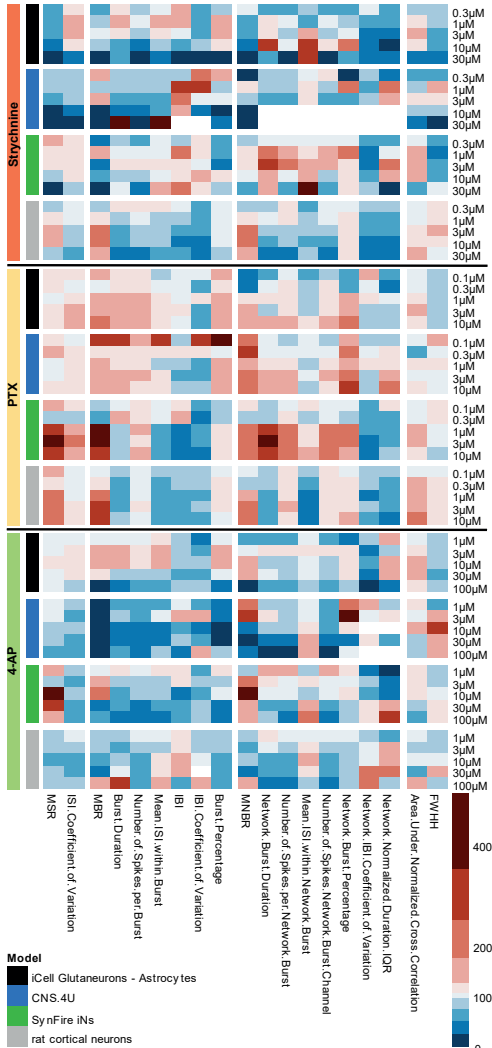 Strychnine
0.3µM
1µM
3µM
10µM
30µM
0.3µM
1µM
3µM
10µM
30µM
0.3µM
1µM
3µM
10µM
30µM
0.3µM
1µM
3µM
10µM
30µM
PTX
0.1µM
0.3µM
1µM
3µM
10µM
0.1µM
0.3µM
1µM
3µM
10µM
0.1µM
0.3µM
1µM
3µM
10µM
0.1µM
0.3µM
1µM
3µM
10µM
4-AP
1µM
3µM
10µM
30µM
100µM
1µM
3µM
10µM
30µM
100µM
1µM
3µM
10µM
30µM
100µM
1µM
3µM
10µM
30µM
100µM
MSR
ISI.Coefficient.of.Variation
MBR
Burst.Duration
Number.of.Spikes.per.Burst
Mean.ISI.within.Burst
IBI
IBI.Coefficient.of.Variation
Burst.Percentage
MNBR
Network.Burst.Duration
Number.of.Spikes.per.Network.Burst
Mean.ISI.within.Network.Burst
Number.of.Spikes.Network.Burst.Channel
Network.Burst.Percentage
Network.IBI.Coefficient.of.Variation
Network.Normalized.Duration.IQR
Area.Under.Normalized.Cross.Correlation
FWHH
400
200
100
0
Model
iCell Glutaneurons - Astrocytes
CNS.4U
SynFire iNs
rat cortical neurons